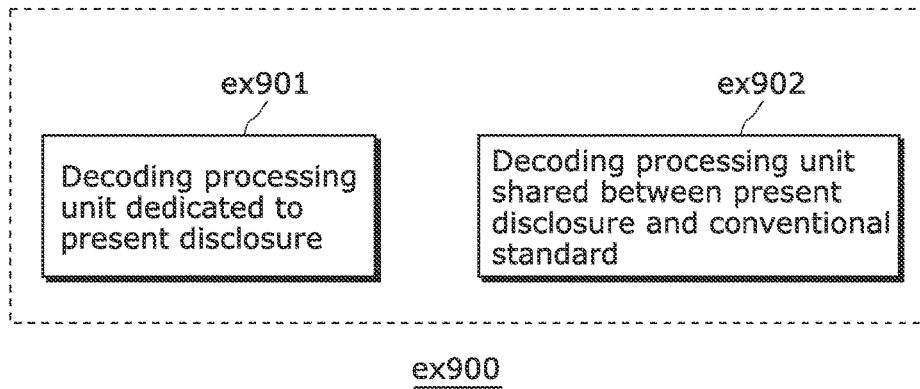 ex901
ex902
Decoding processing
unit dedicated to
present disclosure
Decoding processing unit
shared between present
disclosure and conventional
standard
ex900